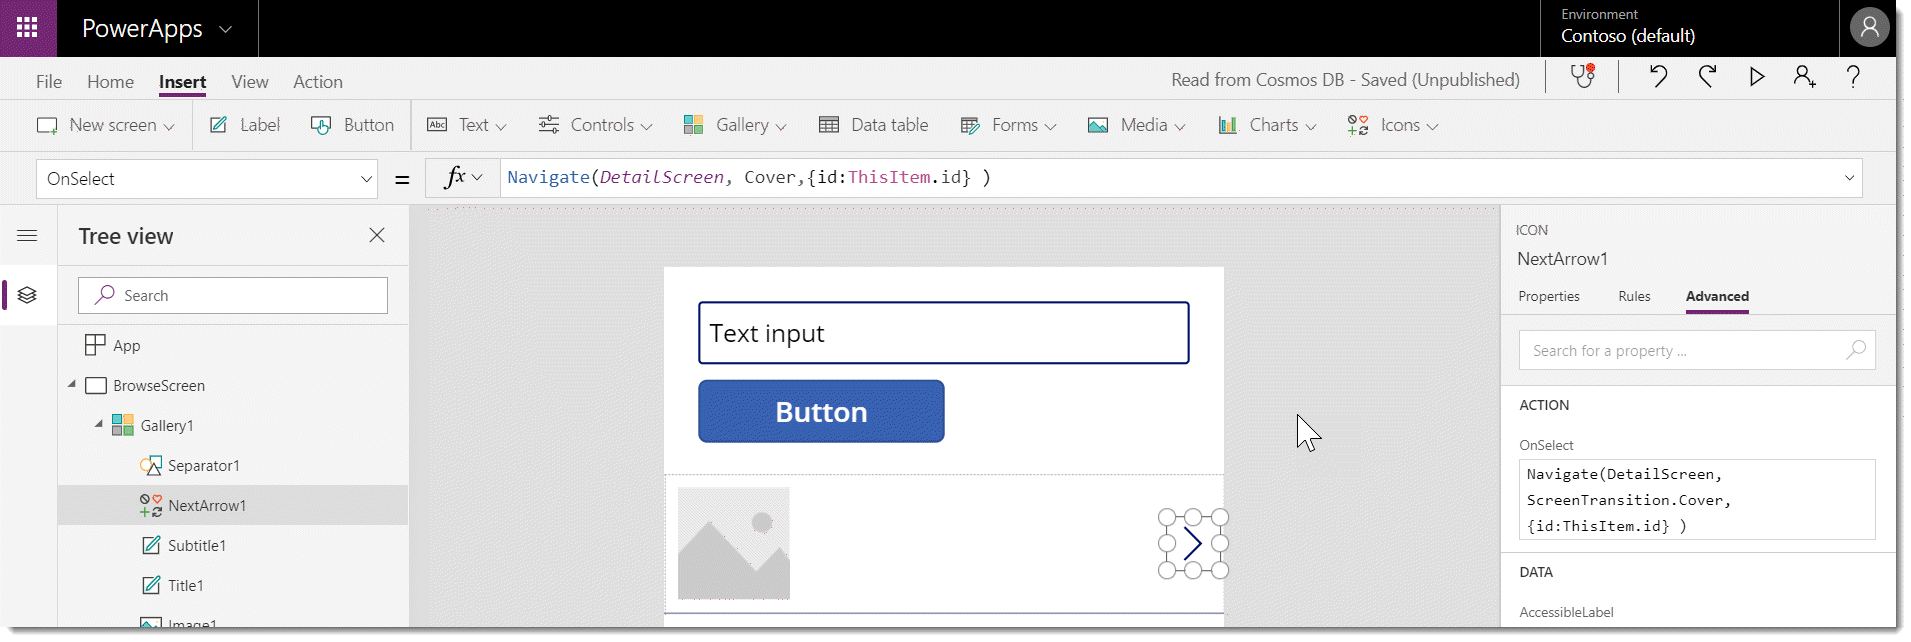 PowerApps
Environment
Contoso (default)
File Home Insert View Action
Read from Cosmos DB - Saved (Unpublished)
New screen Label Button Abc Text Controls Gallery Data table Forms Media Charts Icons
OnSelect = fx Navigate(DetailScreen, Cover,{id:ThisItem.id} )
Tree view
Search
App
BrowseScreen
Gallery1
Separator1
NextArrow1
Subtitle1
Title1
Image1
Text input
Button
ICON
NextArrow1
Properties Rules Advanced
Search for a property ...
ACTION
OnSelect
Navigate(DetailScreen,
ScreenTransition.Cover,
{id:ThisItem.id} )
DATA
AccessibleLabel